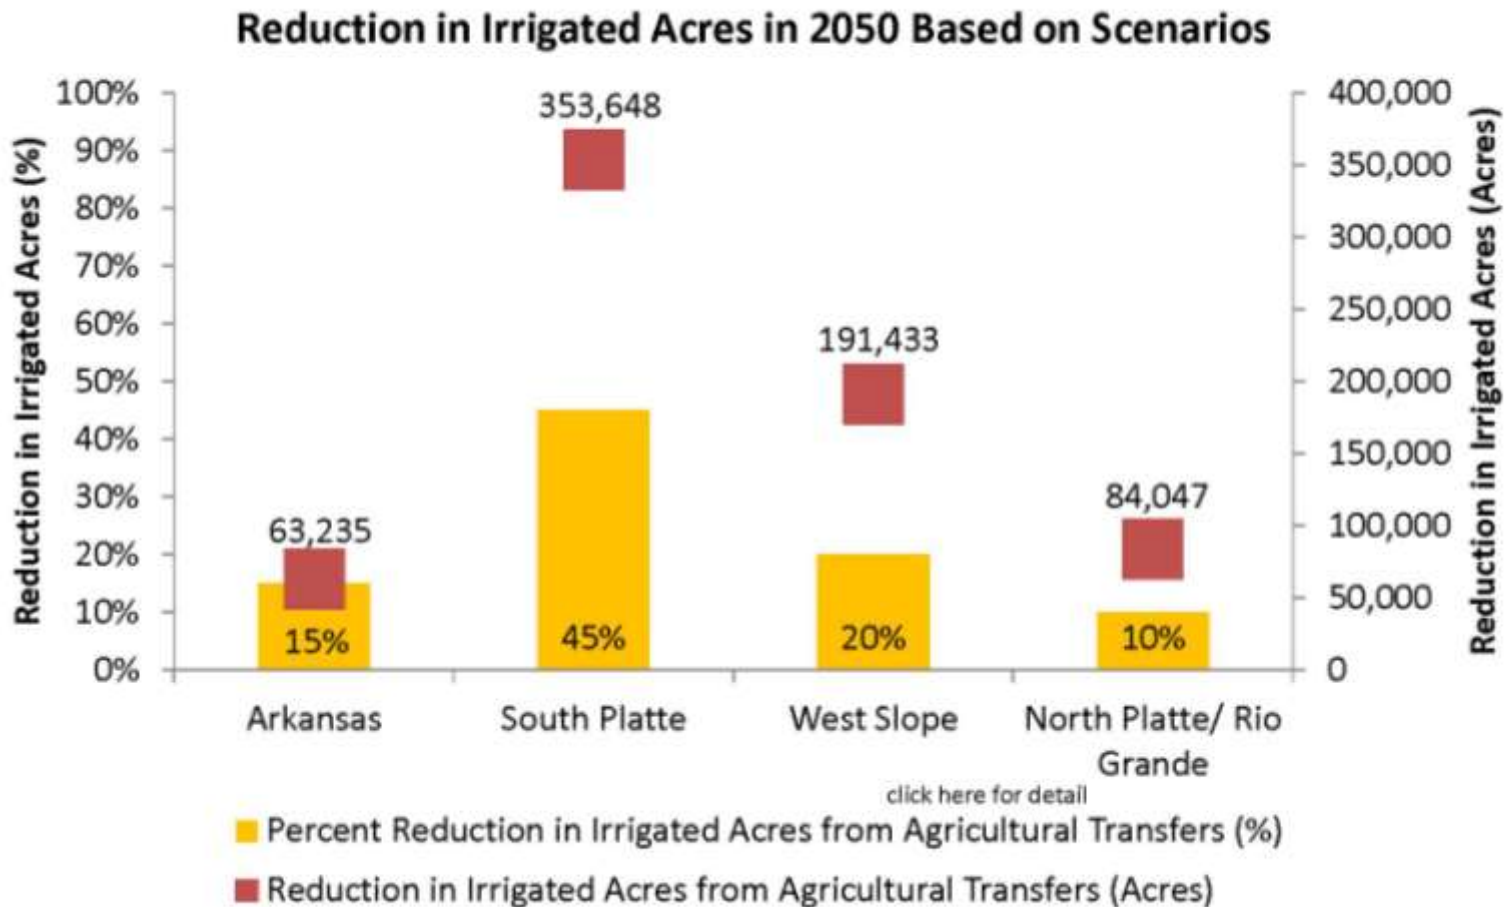 Reduction in Irrigated Acres in 2050 Based on Scenarios
Reduction in Irrigated Acres (%)
100%
90%
80%
70%
60%
50%
40%
30%
20%
10%
0%
353,648
191,433
84,047
63,235
15%
45%
20%
10%
400,000
350,000
300,000
250,000
200,000
150,000
100,000
50,000
0
Reduction in Irrigated Acres (Acres)
Arkansas
South Platte
West Slope
North Platte/ Rio
Grande
click here for detail
Percent Reduction in Irrigated Acres from Agricultural Transfers (%)
Reduction in Irrigated Acres from Agricultural Transfers (Acres)